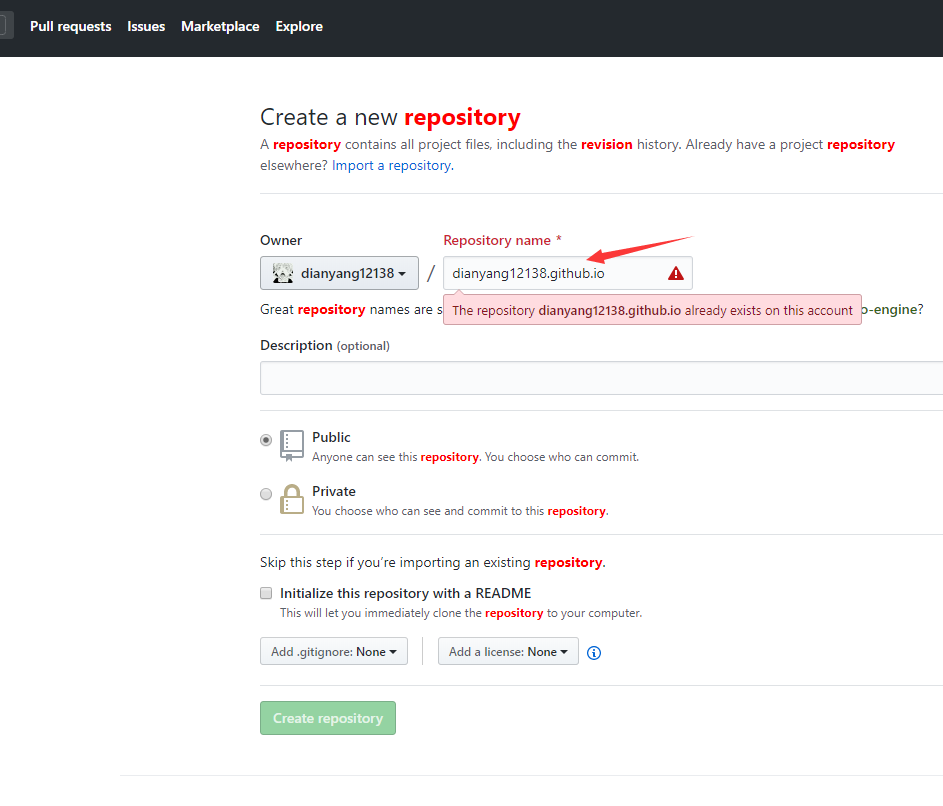 Pull requests Issues Marketplace Explore
Create a new repository
A repository contains all project files, including the revision history. Already have a project repository
elsewhere? Import a repository.
Owner Repository name *
dianyang12138 / dianyang12138.github.io
The repository dianyang12138.github.io already exists on this account
Great repository names are s o-engine?
Description (optional)
Public
Anyone can see this repository. You choose who can commit.
Private
You choose who can see and commit to this repository.
Skip this step if you’re importing an existing repository.
Initialize this repository with a README
This will let you immediately clone the repository to your computer.
Add .gitignore: None Add a license: None
Create repository